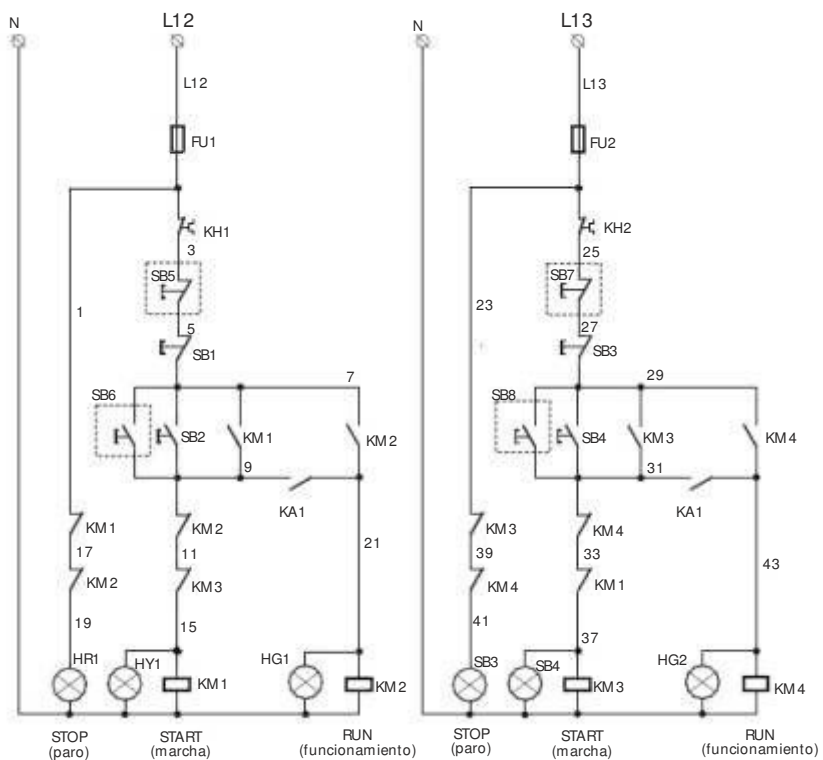 N
L12
L12
FU1
KH1
3
SB5
5
SB1
1
7
SB6
SB2
KM1
KM2
9
KA1
KM1
KM2
17
11
21
KM2
KM3
19
15
HR1
HY1
KM1
HG1
KM2
STOP
(paro)
START
(marcha)
RUN
(funcionamiento)
N
L13
L13
FU2
KH2
25
SB7
23
27
SB3
29
SB8
SB4
KM3
KM4
31
KA1
KM3
KM4
39
33
43
KM4
KM1
41
37
SB3
SB4
KM3
HG2
KM4
STOP
(paro)
START
(marcha)
RUN
(funcionamiento)